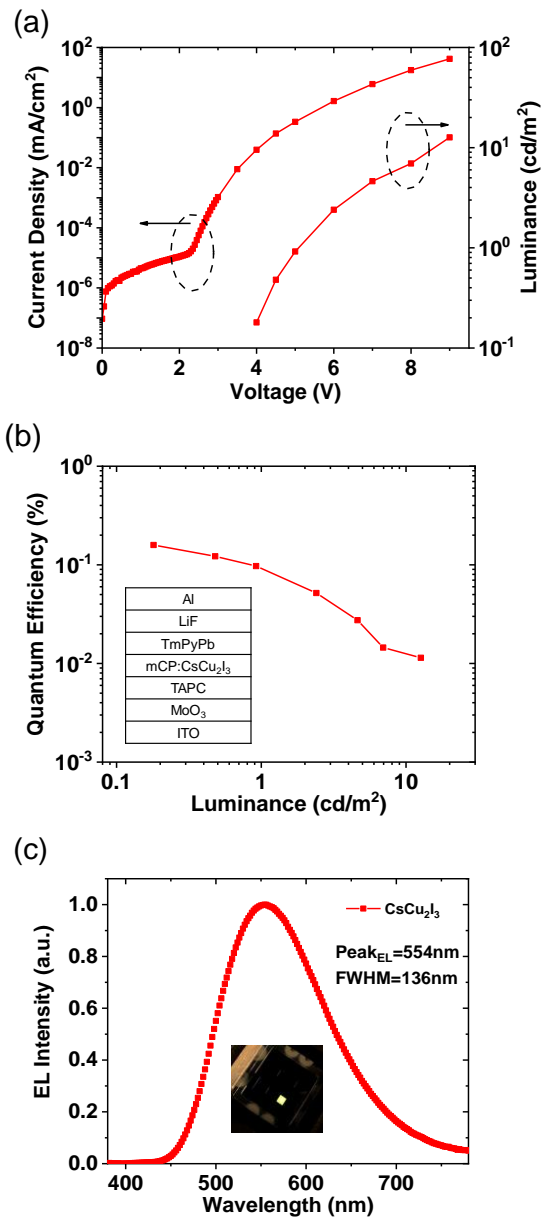 (a)
10² 10²
10⁰
10⁻²
10⁻⁴
10⁻⁶
10⁻⁸
10¹
10⁰
10⁻¹
Current Density (mA/cm²)
Luminance (cd/m²)
0 2 4 6 8
Voltage (V)
(b)
10⁰
10⁻¹
10⁻²
10⁻³
Quantum Efficiency (%)
Al
LiF
TmPyPb
mCP:CsCu₂I₃
TAPC
MoO₃
ITO
0.1 1 10
Luminance (cd/m²)
(c)
1.0
0.8
0.6
0.4
0.2
0.0
EL Intensity (a.u.)
CsCu₂I₃
Peak_EL=554nm
FWHM=136nm
400 500 600 700
Wavelength (nm)